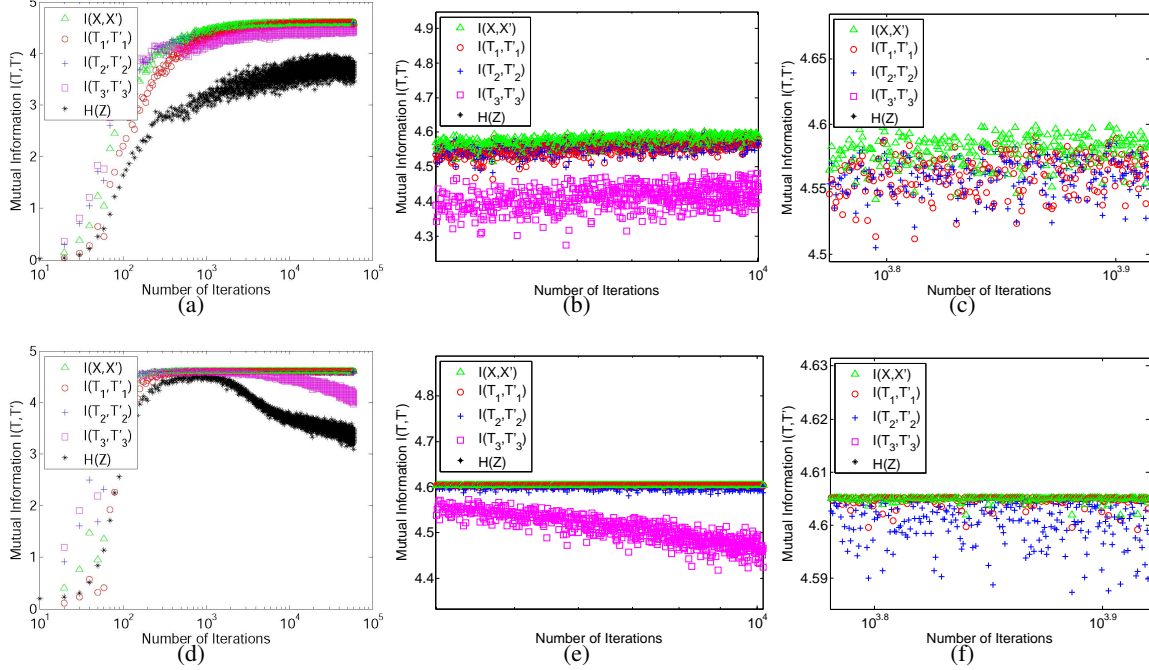 Mutual Information I(T,T')
5
4
3
2
1
0
I(X,X')
I(T1,T'1)
I(T2,T'2)
I(T3,T'3)
H(Z)
10^1
10^2
10^3
10^4
10^5
Number of Iterations
(a)
Mutual Information I(T,T')
4.9
4.8
4.7
4.6
4.5
4.4
4.3
I(X,X')
I(T1,T'1)
I(T2,T'2)
I(T3,T'3)
H(Z)
10^4
Number of Iterations
(b)
Mutual Information I(T,T')
4.65
4.6
4.55
4.5
I(X,X')
I(T1,T'1)
I(T2,T'2)
I(T3,T'3)
H(Z)
10^3.8
10^3.9
Number of Iterations
(c)
Mutual Information I(T,T')
5
4
3
2
1
0
I(X,X')
I(T1,T'1)
I(T2,T'2)
I(T3,T'3)
H(Z)
10^1
10^2
10^3
10^4
10^5
Number of Iterations
(d)
Mutual Information I(T,T')
4.8
4.7
4.6
4.5
4.4
I(X,X')
I(T1,T'1)
I(T2,T'2)
I(T3,T'3)
H(Z)
10^4
Number of Iterations
(e)
Mutual Information I(T,T')
4.63
4.62
4.61
4.60
4.59
I(X,X')
I(T1,T'1)
I(T2,T'2)
I(T3,T'3)
H(Z)
10^3.8
10^3.9
Number of Iterations
(f)